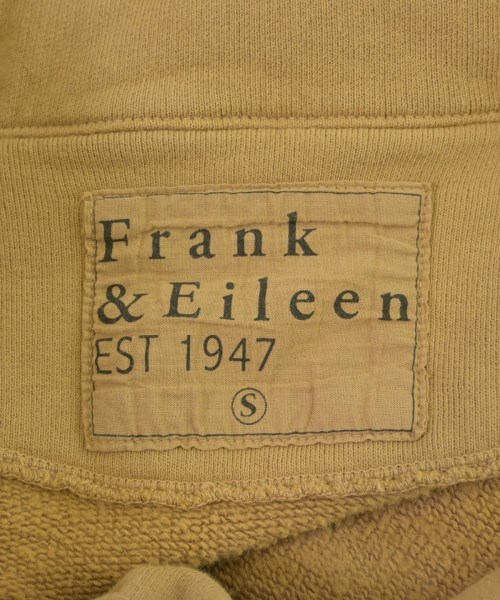 Frank
& Eileen
EST 1947
S